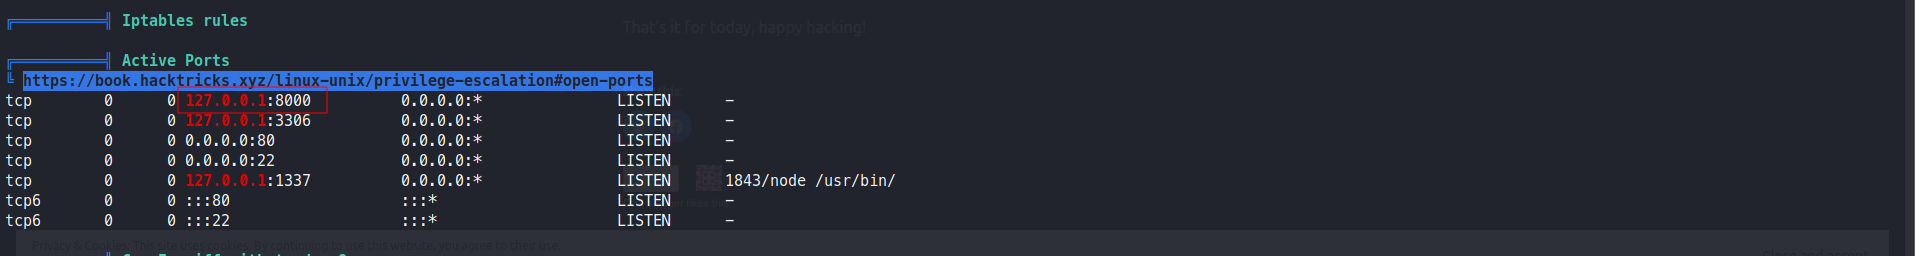 Iptables rules
That's it for today, happy hacking!
Active Ports
https://book.hacktricks.xyz/linux-unix/privilege-escalation#open-ports
tcp 0 0 127.0.0.1:8000 0.0.0.0:* LISTEN -
tcp 0 0 127.0.0.1:3306 0.0.0.0:* LISTEN -
tcp 0 0 0.0.0.0:80 0.0.0.0:* LISTEN -
tcp 0 0 0.0.0.0:22 0.0.0.0:* LISTEN -
tcp 0 0 127.0.0.1:1337 0.0.0.0:* LISTEN 1843/node /usr/bin/
tcp6 0 0 :::80 :::* LISTEN -
tcp6 0 0 :::22 :::* LISTEN -
Privacy & Cookies: This site uses cookies. By continuing to use this website, you agree to their use.